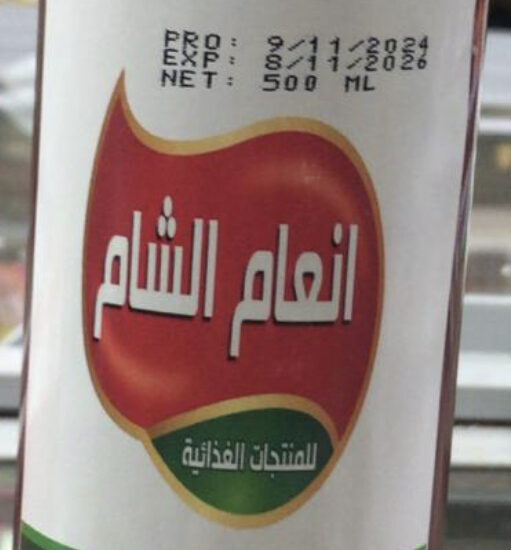 PRO: 9/11/2024
EXP: 8/11/2026
NET: 500 ML
انعام الشام
للمنتجات الغذائية